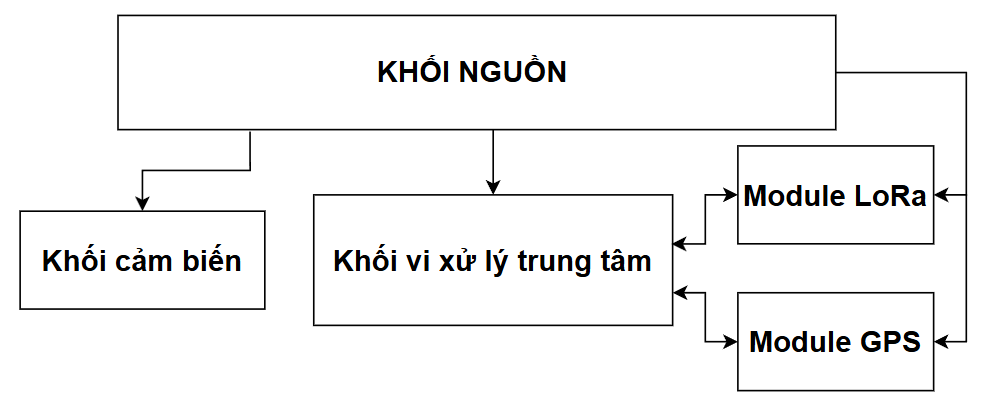 KHỐI NGUỒN
Module LoRa
Khối cảm biến
Khối vi xử lý trung tâm
Module GPS